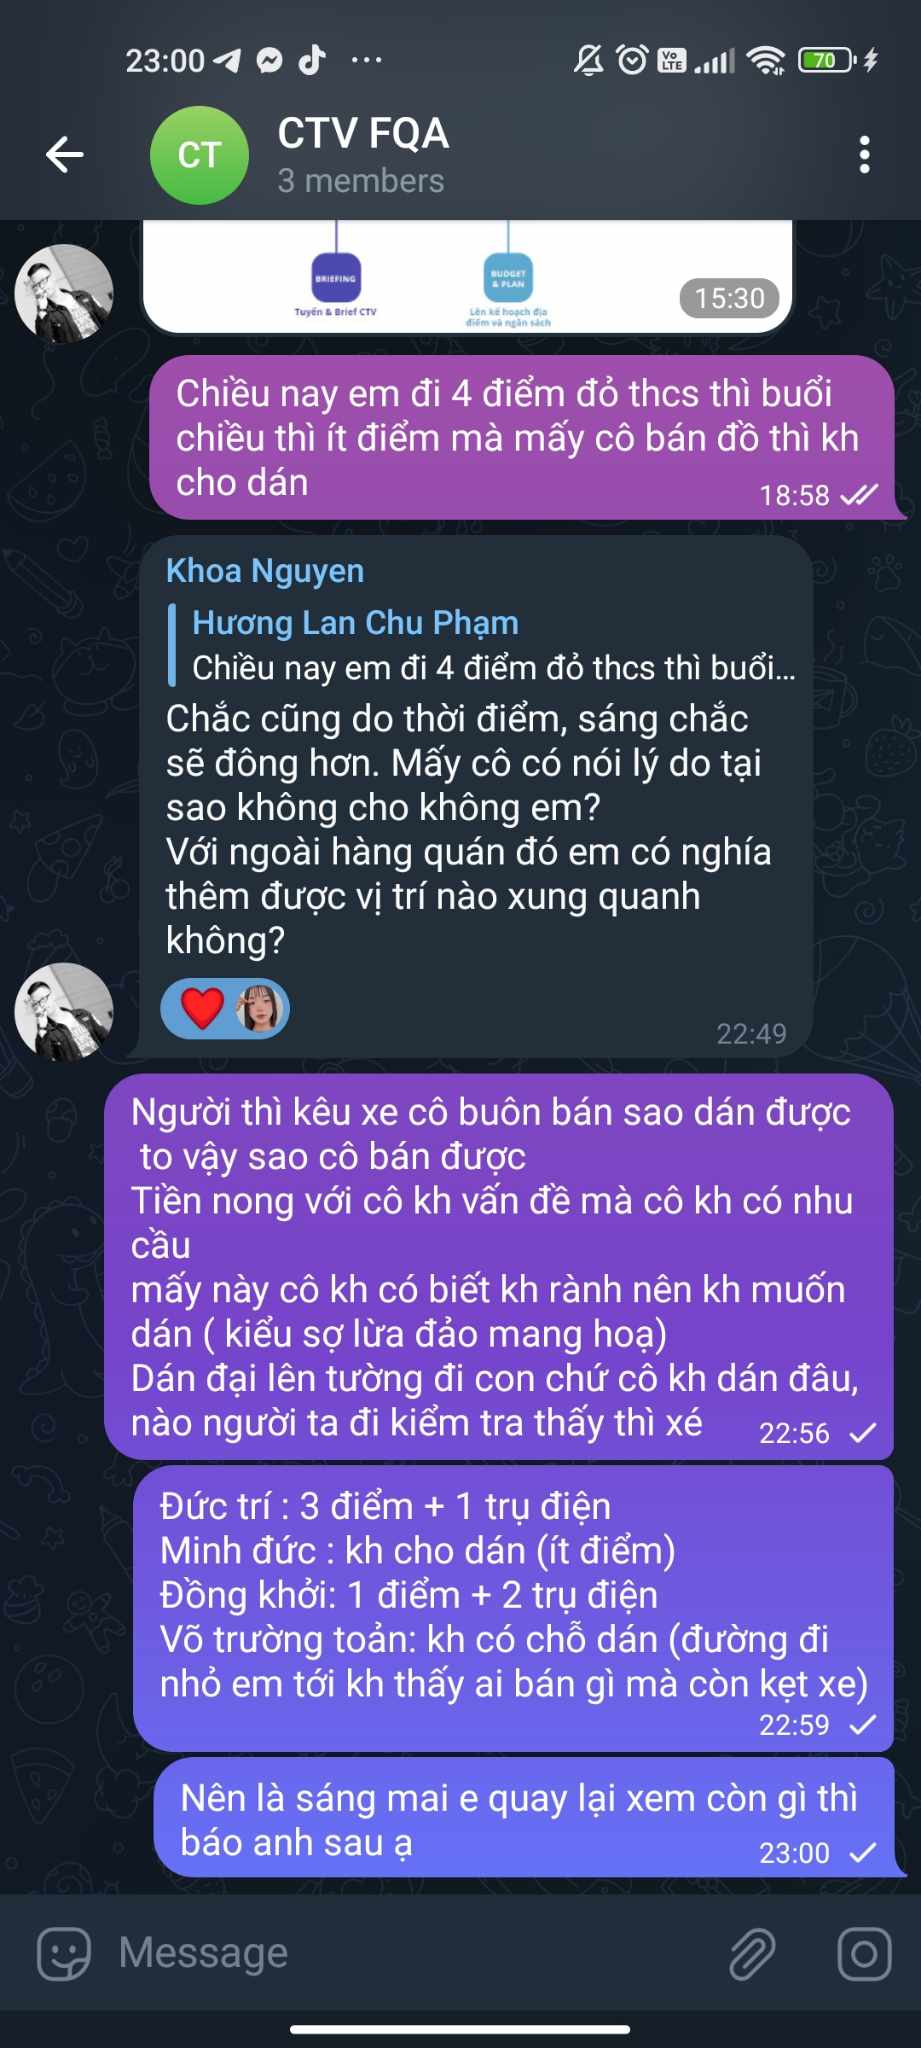 23:00
...
Vo
LTE
70
CT
CTV FQA
3 members
BRIEFING
BUDGET
& PLAN
Tuyển & Brief CTV
Lên kế hoạch địa
điểm và ngân sách
15:30
Chiều nay em đi 4 điểm đỏ thcs thì buổi
chiều thì ít điểm mà mấy cô bán đồ thì kh
cho dán
18:58
Khoa Nguyen
Hương Lan Chu Phạm
Chiều nay em đi 4 điểm đỏ thcs thì buổi...
Chắc cũng do thời điểm, sáng chắc
sẽ đông hơn. Mấy cô có nói lý do tại
sao không cho không em?
Với ngoài hàng quán đó em có nghía
thêm được vị trí nào xung quanh
không?
22:49
Người thì kêu xe cô buôn bán sao dán được
to vậy sao cô bán được
Tiền nong với cô kh vấn đề mà cô kh có nhu
cầu
mấy này cô kh có biết kh rành nên kh muốn
dán ( kiểu sợ lừa đảo mang hoạ)
Dán đại lên tường đi con chứ cô kh dán đâu,
nào người ta đi kiểm tra thấy thì xé
22:56
Đức trí : 3 điểm + 1 trụ điện
Minh đức : kh cho dán (ít điểm)
Đồng khởi: 1 điểm + 2 trụ điện
Võ trường toản: kh có chỗ dán (đường đi
nhỏ em tới kh thấy ai bán gì mà còn kẹt xe)
22:59
Nên là sáng mai e quay lại xem còn gì thì
báo anh sau ạ
23:00
Message